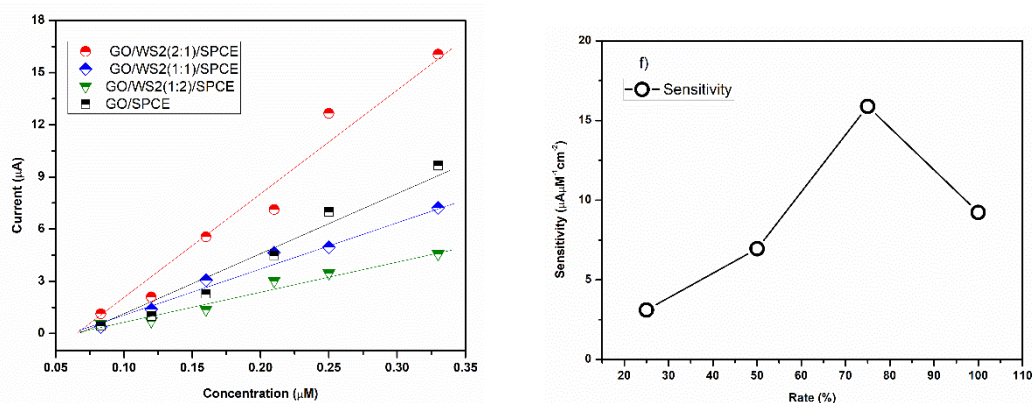 18
15
12
9
6
3
0
Current (μA)
GO/WS2(2:1)/SPCE
GO/WS2(1:1)/SPCE
GO/WS2(1:2)/SPCE
GO/SPCE
0.05 0.10 0.15 0.20 0.25 0.30 0.35
Concentration (μM)
20
15
10
5
0
Sensitivity (μAμM⁻¹cm⁻²)
f)
Sensitivity
20 30 40 50 60 70 80 90 100 110
Rate (%)